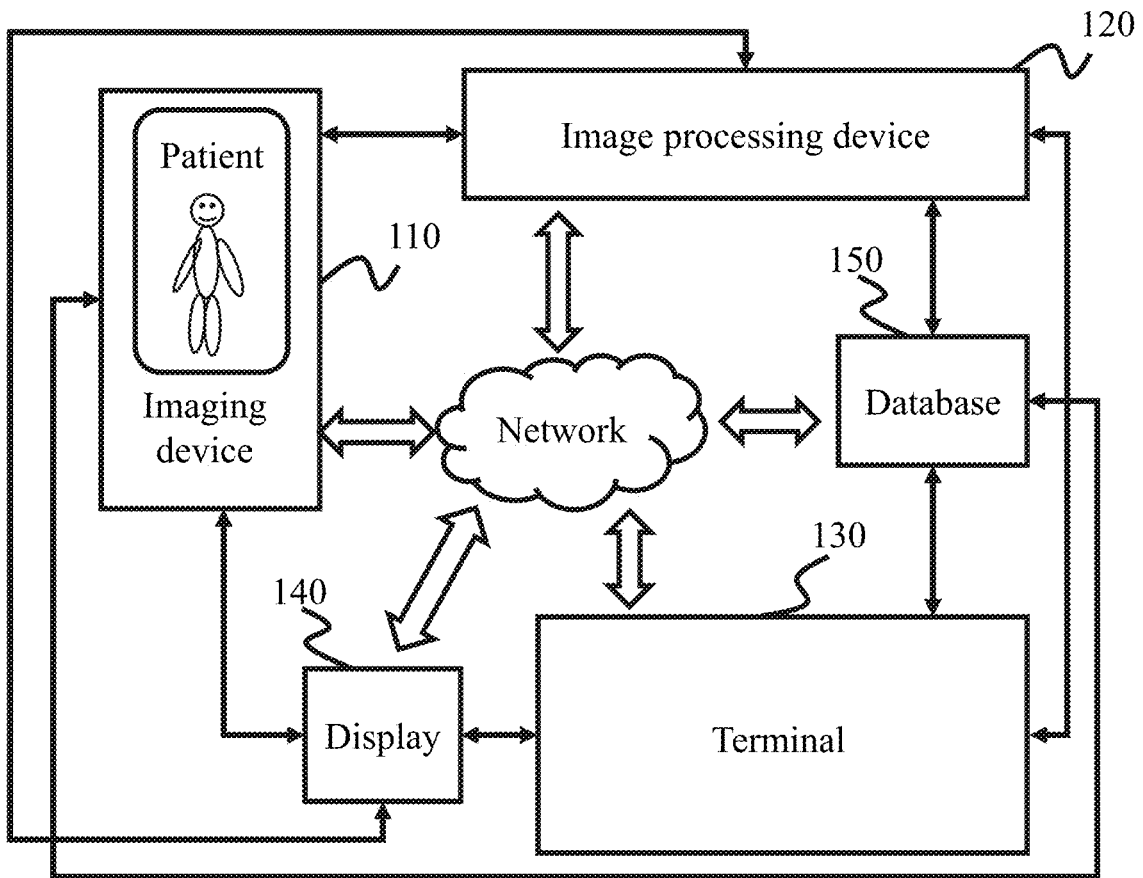 120
Image processing device
Patient
110
150
Imaging
device
Network
Database
130
140
Display
Terminal